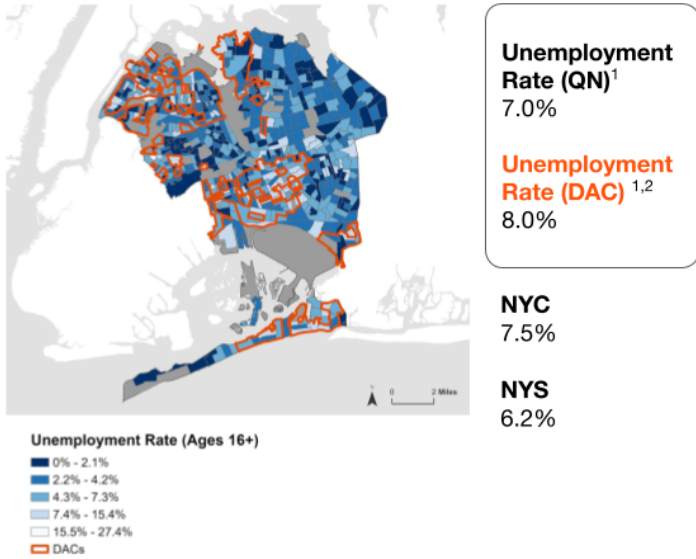 Unemployment
Rate (QN)¹
7.0%
Unemployment
Rate (DAC) ¹,²
8.0%
NYC
7.5%
NYS
6.2%
N
0 2 Miles
Unemployment Rate (Ages 16+)
0% - 2.1%
2.2% - 4.2%
4.3% - 7.3%
7.4% - 15.4%
15.5% - 27.4%
DACs